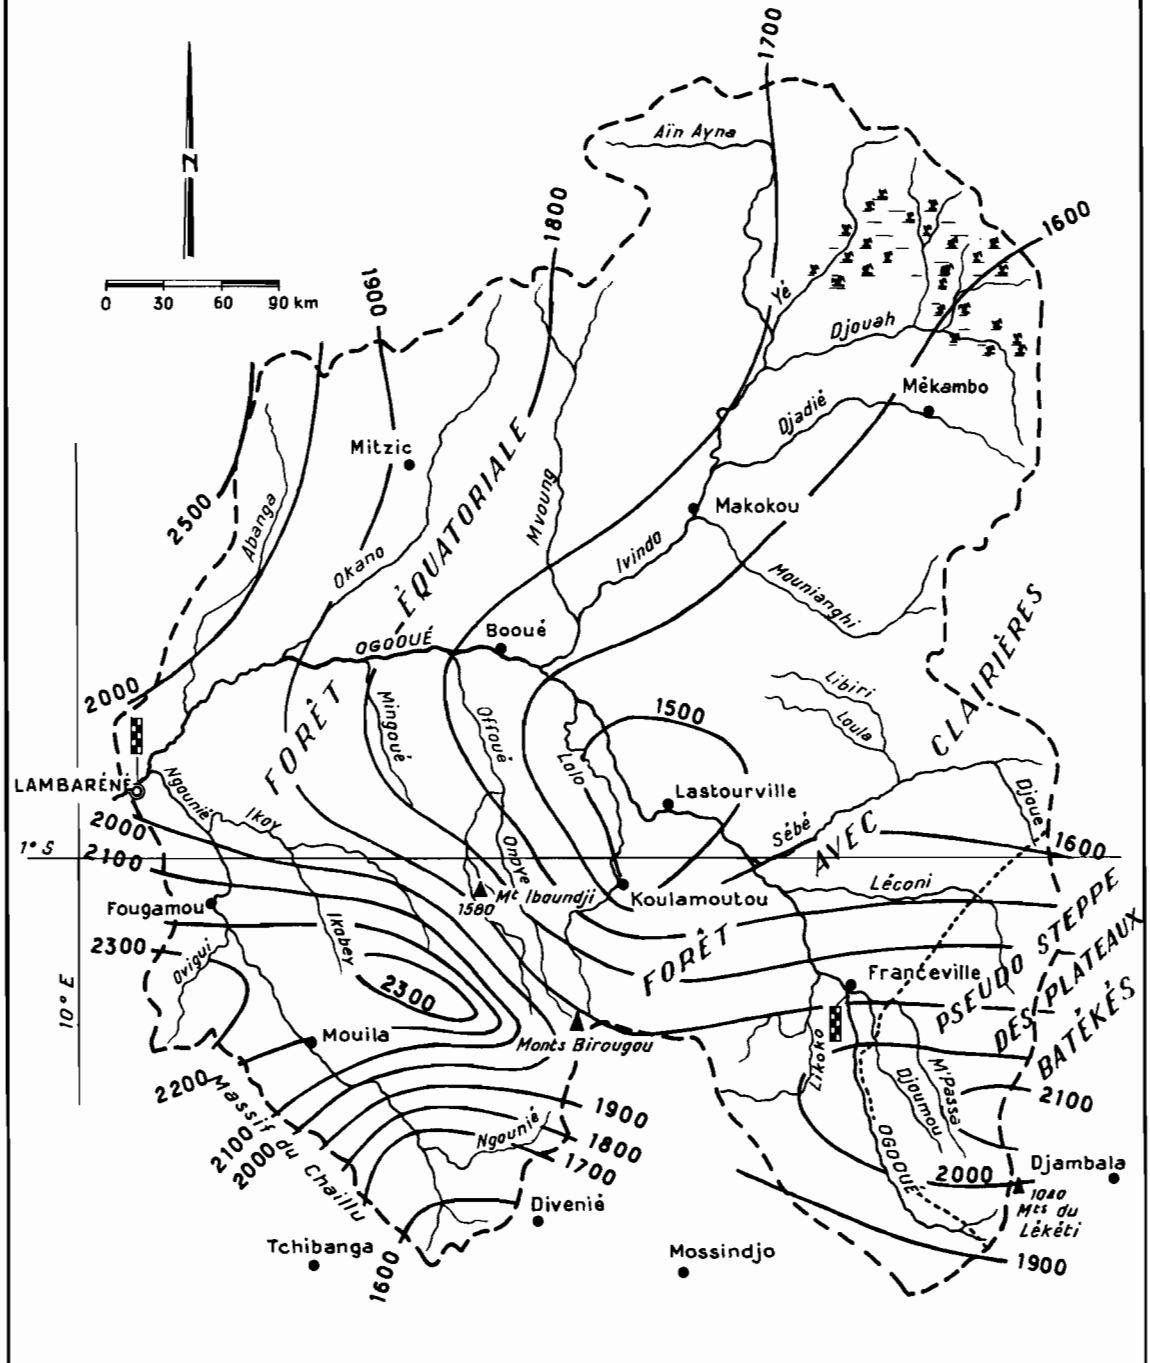 1700
Aïn Ayna
1800
1600
N
1900
0 30 60 90 km
Yé
Djouah
Mékambo
Djadié
Mitzic
2500
Abanga
Mvoung
Makokou
Okano
ÉQUATORIALE
Ivindo
Mounianghi
OGOOUÉ
Booué
CLAIRIÈRES
2000
Libiri
Loula
Mingoué
Offoué
1500
FORÊT
Lolo
LAMBARÉNÉ
Ngounié
Lastourville
Djoue
2000
Ikoy
Sébé
AVEC
1° S
2100
1600
Onoye
Léconi
1580
Mt Iboundji
Koulamoutou
Fougamou
Ikobey
FORÊT
PSEUDO STEPPE
2300
Ovigui
Franceville
2300
DES PLATEAUX
10° E
BATÉKÉS
Mouila
Monts Birougou
Likoko
2200
M'Passa
Djoumou
2100
Massif du Chaillu
1900
2100
Ngounié
1800
OGOOUÉ
2000
1700
2000
Djambala
Divenié
Mts du
Lékéti
Tchibanga
1600
Mossindjo
1900